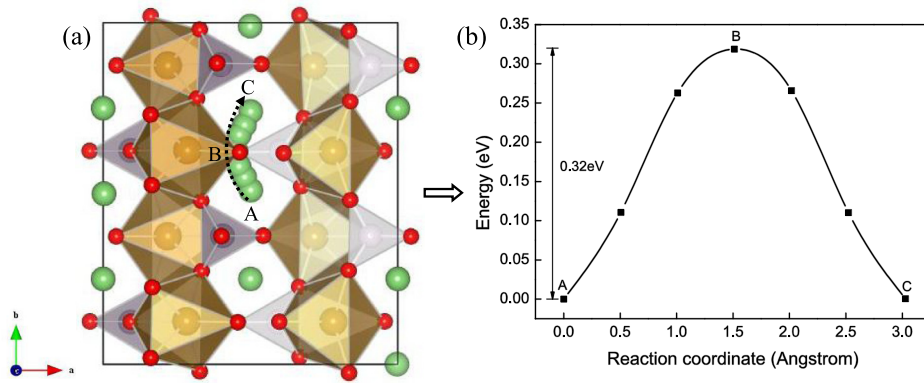 (a)
C
B
A
b
c
a
(b)
0.35
0.30
0.25
0.20
0.15
0.10
0.05
0.00
Energy (eV)
0.32eV
A
B
C
0.0 0.5 1.0 1.5 2.0 2.5 3.0
Reaction coordinate (Angstrom)